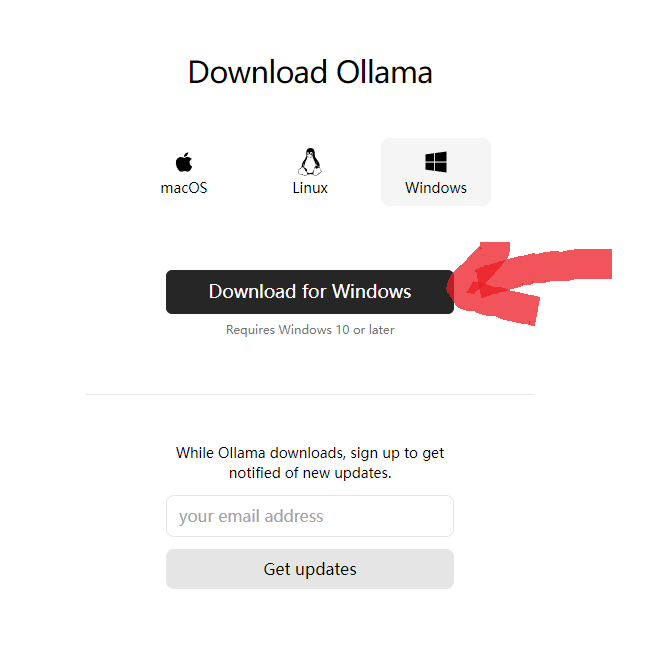 Download Ollama
macOS
Linux
Windows
Download for Windows
Requires Windows 10 or later
While Ollama downloads, sign up to get
notified of new updates.
your email address
Get updates